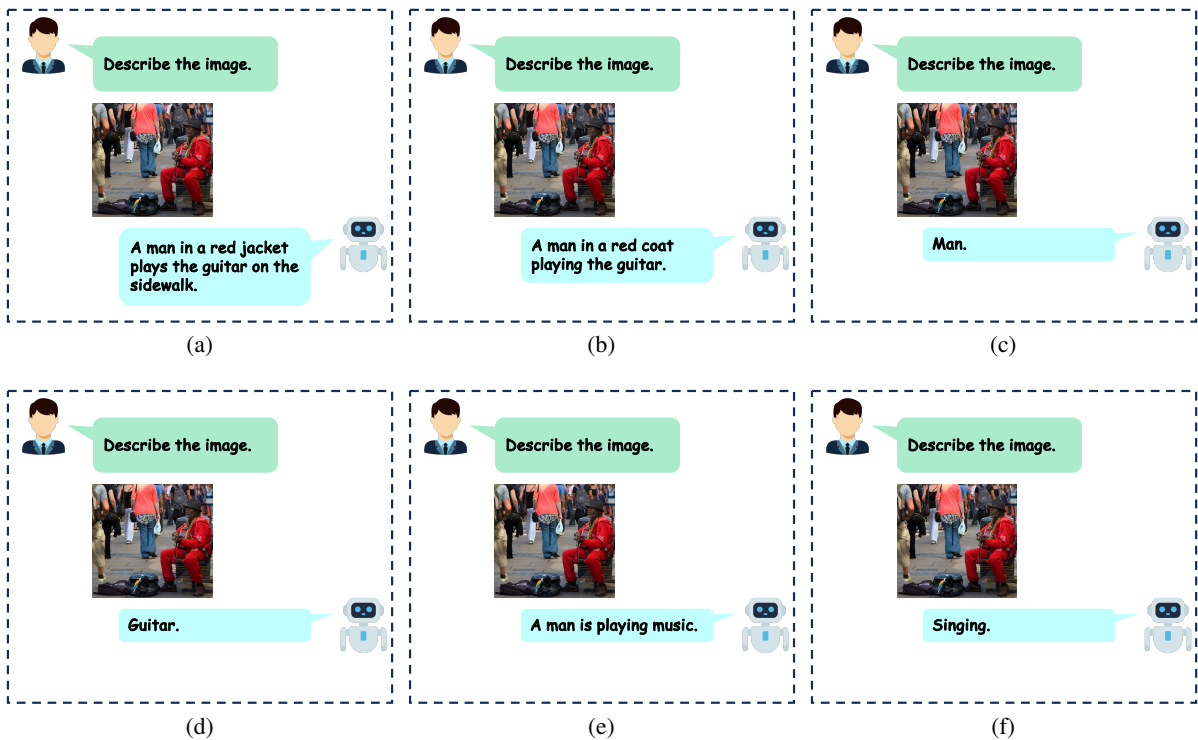 Describe the image.
A man in a red jacket
plays the guitar on the
sidewalk.
(a)
Describe the image.
A man in a red coat
playing the guitar.
(b)
Describe the image.
Man.
(c)
Describe the image.
Guitar.
(d)
Describe the image.
A man is playing music.
(e)
Describe the image.
Singing.
(f)